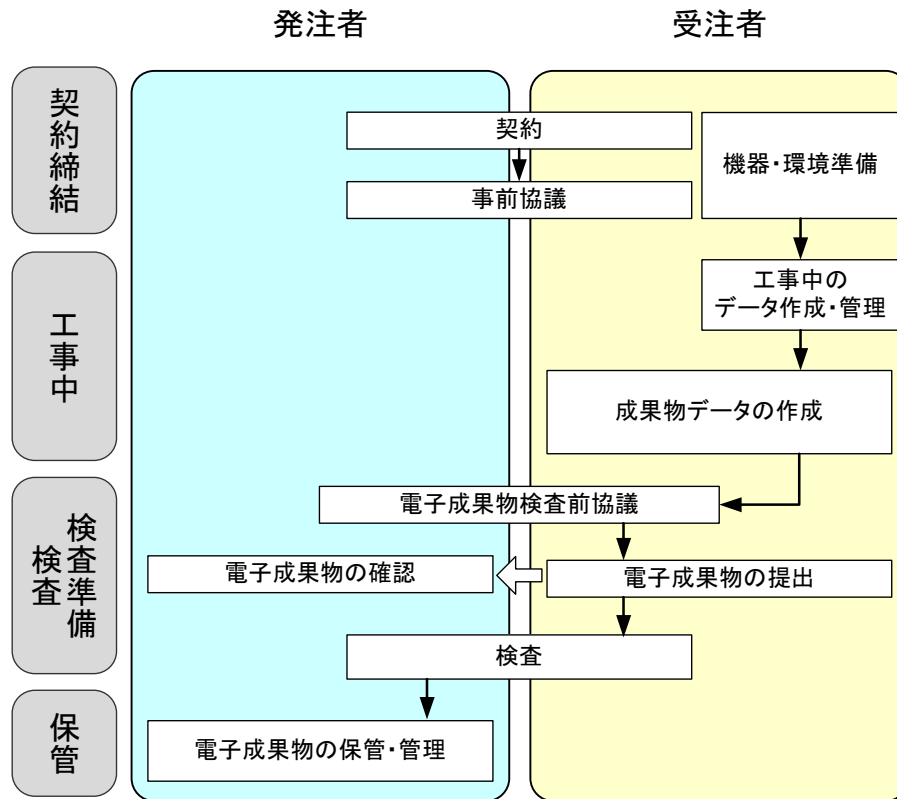 発注者
受注者
契約締結
契約
機器・環境準備
事前協議
工事中
工事中の
データ作成・管理
成果物データの作成
検査準備
検査
電子成果物検査前協議
電子成果物の確認
電子成果物の提出
検査
保管
電子成果物の保管・管理